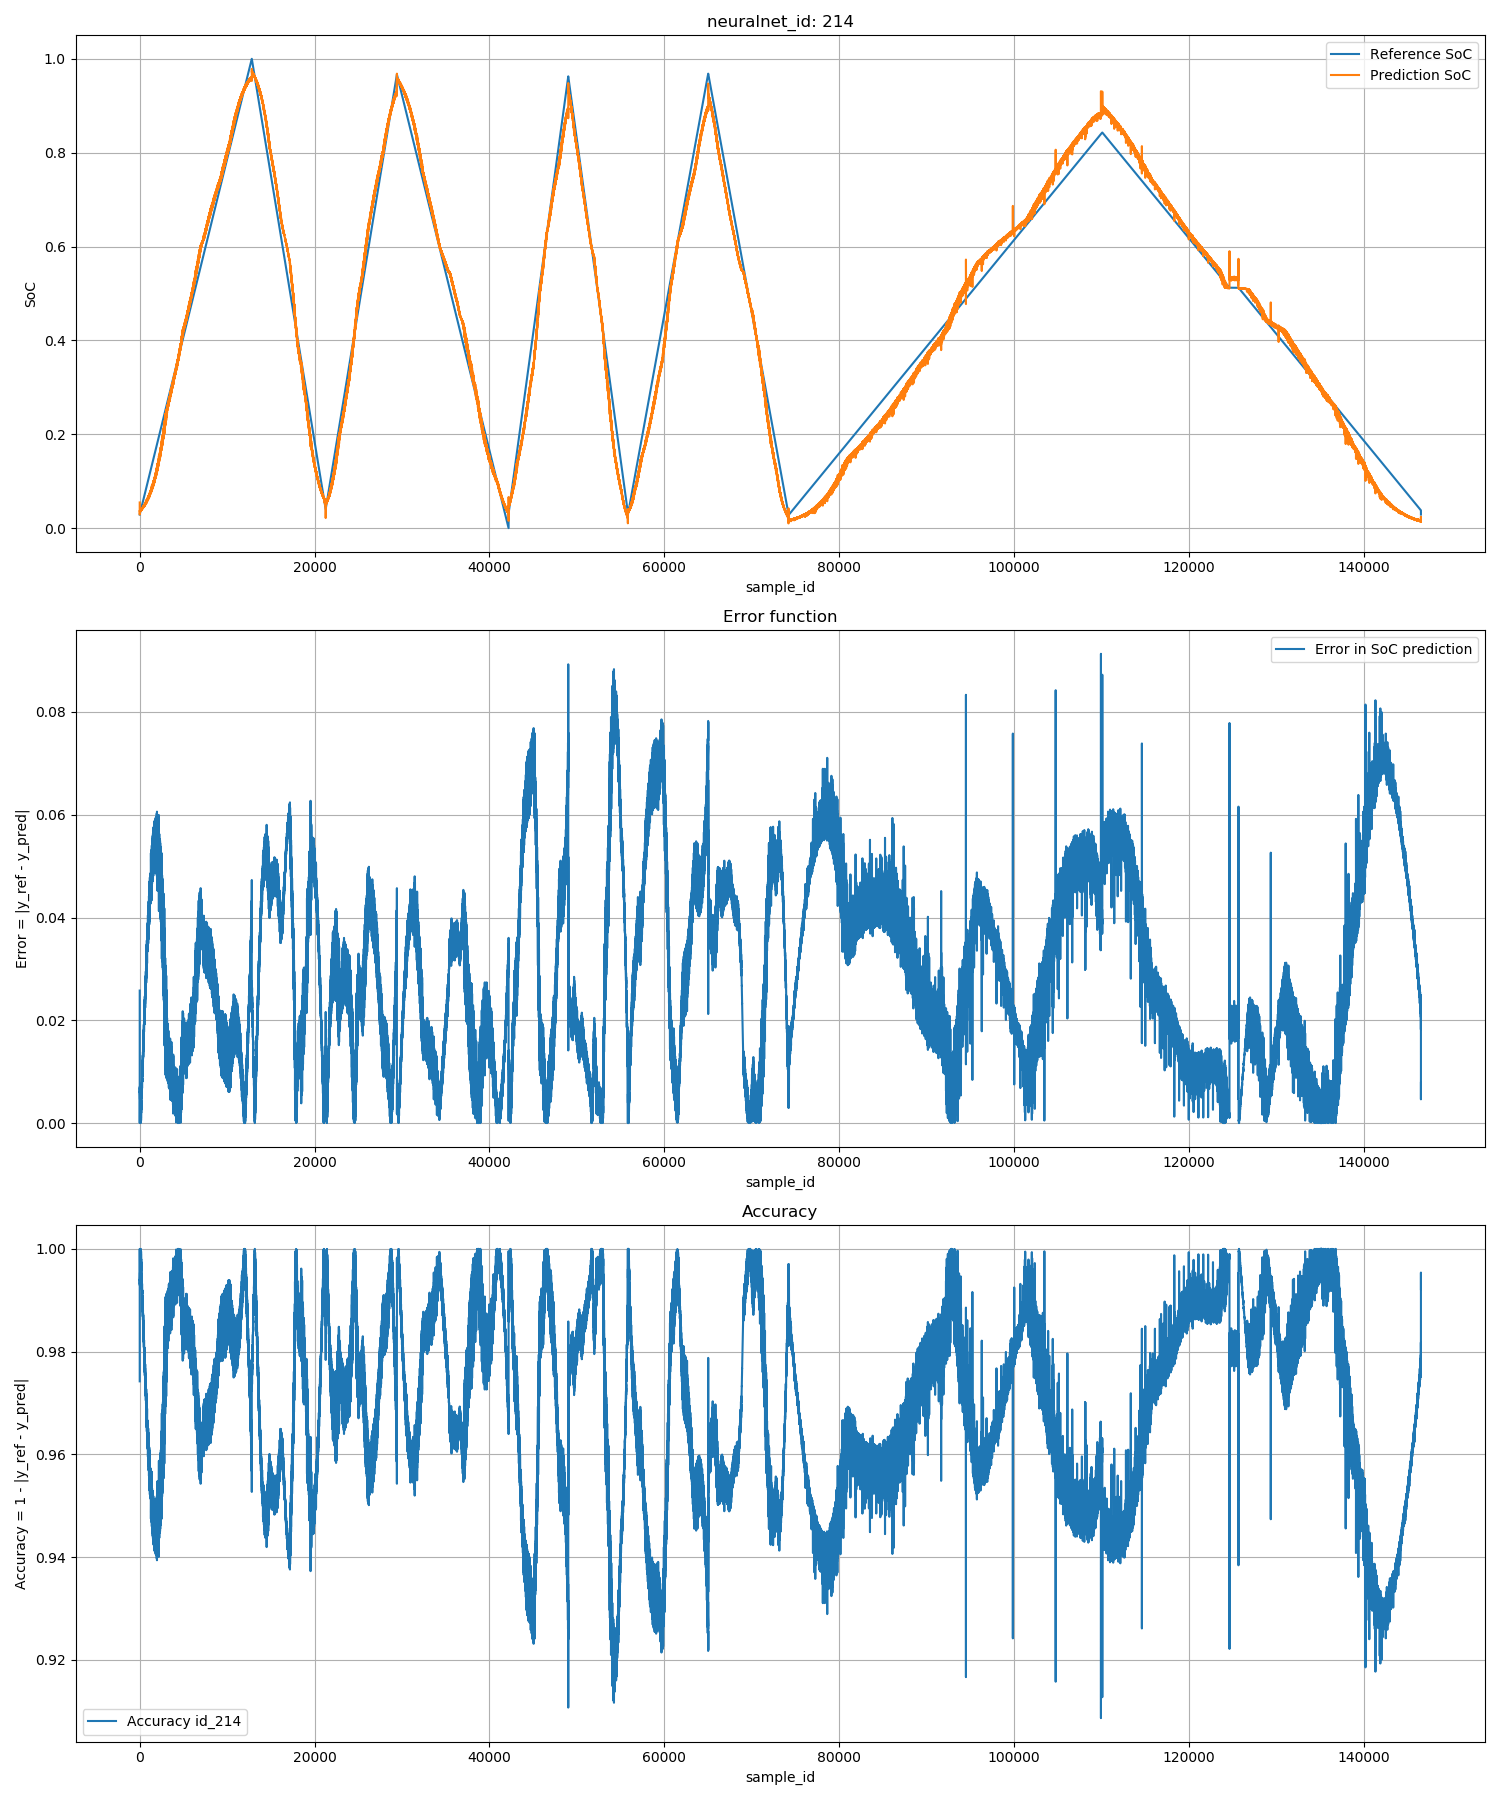 neuralnet_id: 214
Reference SoC
Prediction SoC
1.0
0.8
0.6
0.4
0.2
0.0
SoC
0 20000 40000 60000 80000 100000 120000 140000
sample_id
Error function
Error in SoC prediction
0.08
0.06
0.04
0.02
0.00
Error = |y_ref - y_pred|
0 20000 40000 60000 80000 100000 120000 140000
sample_id
Accuracy
1.00
0.98
0.96
0.94
0.92
Accuracy = 1 - |y_ref - y_pred|
Accuracy id_214
0 20000 40000 60000 80000 100000 120000 140000
sample_id